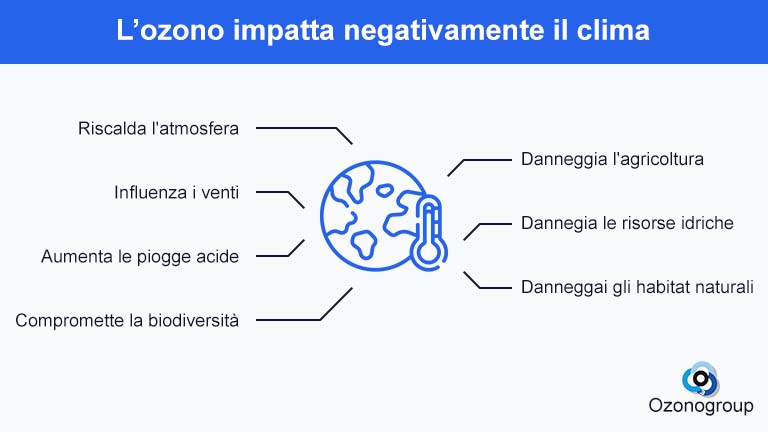 L’ozono impatta negativamente il clima
Riscalda l'atmosfera
Influenza i venti
Aumenta le piogge acide
Compromette la biodiversità
Danneggia l'agricoltura
Dannegia le risorse idriche
Danneggai gli habitat naturali
Ozonogroup